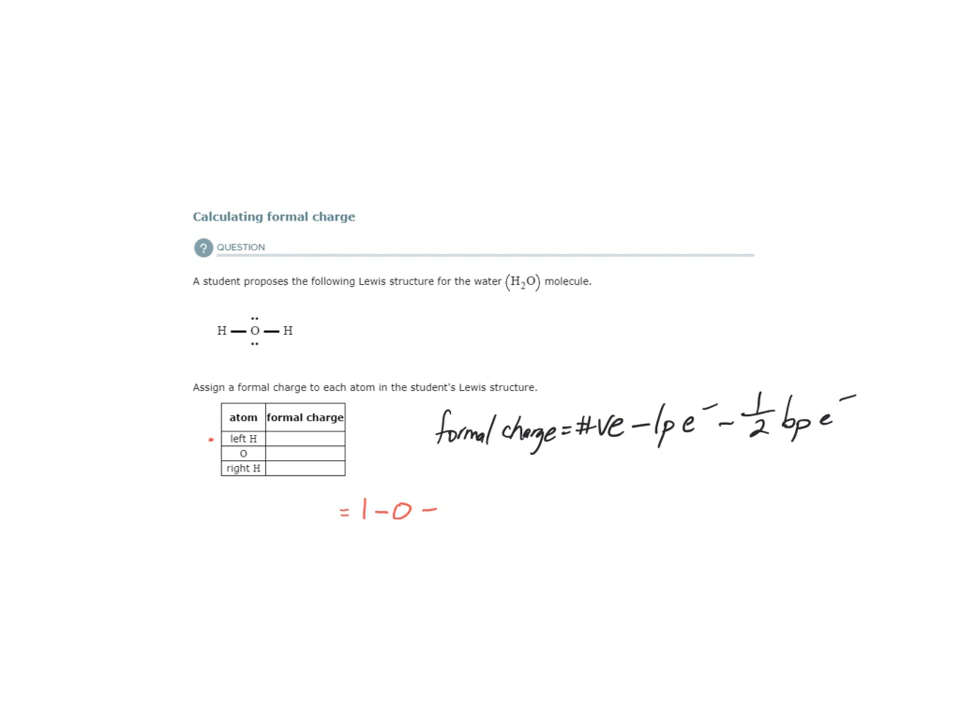 Calculating formal charge
? QUESTION
A student proposes the following Lewis structure for the water (H₂O) molecule.
H — O — H
Assign a formal charge to each atom in the student's Lewis structure.
atom formal charge
left H
O
right H
formal charge = #ve - lp e⁻ - 1/2 bp e⁻
= 1 - 0 -